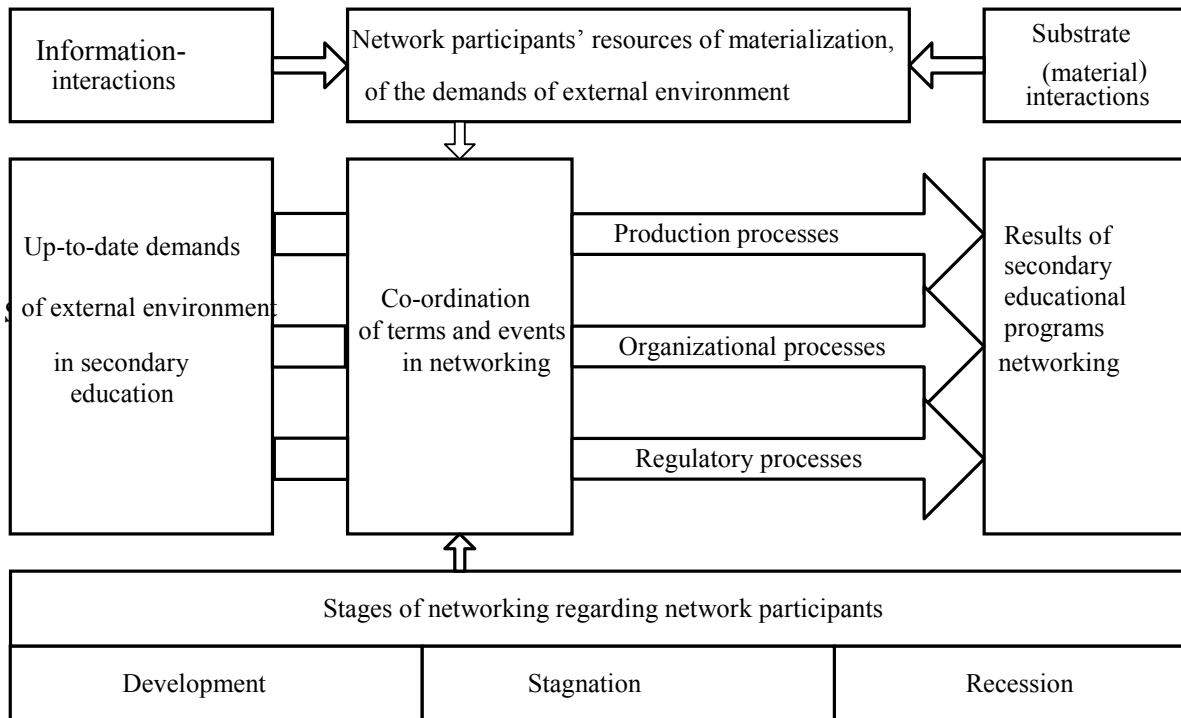 Information-
interactions
Network participants’ resources of materialization,
of the demands of external environment
Substrate
(material)
interactions
Up-to-date demands
of external environment
in secondary
education
Co-ordination
of terms and events
in networking
Production processes
Organizational processes
Regulatory processes
Results of
secondary
educational
programs
networking
Stages of networking regarding network participants
Development
Stagnation
Recession